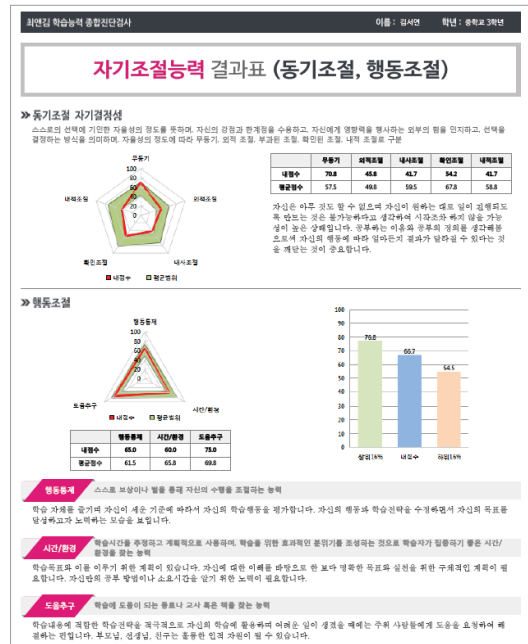 최앤김 학습능력 종합진단검사
이름 : 김서연 학년 : 중학교 3학년
자기조절능력 결과표 (동기조절, 행동조절)
» 동기조절 자기결정성
스스로의 선택에 기인한 자율성의 정도를 뜻하며, 자신의 강점과 한계점을 수용하고, 자신에게 영향력을 행사하는 외부의 힘을 인지하고, 선택을
결정하는 방식을 의미하며, 자율성의 정도에 따라 무동기, 외적 조절, 부과된 조절, 확인된 조절, 내적 조절로 구분
무동기
100
80
60
40
20
0
내적조절
외적조절
확인조절
내사조절
내점수 평균범위
무동기 외적조절 내사조절 확인조절 내적조절
내점수 70.8 45.8 41.7 54.2 41.7
평균점수 57.5 49.8 59.5 67.8 58.8
자신은 아무 것도 할 수 없으며 자신이 원하는 대로 일이 진행되도
록 만드는 것은 불가능하다고 생각하여 시작조차 하지 않을 가능
성이 높은 상태입니다. 공부하는 이유와 공부의 정의를 생각해봄
으로써 자신의 행동에 따라 얼마든지 결과가 달라질 수 있다는 것
을 깨닫는 것이 중요합니다.
» 행동조절
행동통제
100
80
60
40
20
0
도움추구
시간/환경
내점수 평균범위
행동통제 시간/환경 도움추구
내점수 65.0 60.0 75.0
평균점수 61.5 65.8 69.8
100
90
80
70
60
50
40
30
20
10
0
76.8
66.7
54.5
상위16% 내점수 하위16%
행동통제 스스로 보상이나 벌을 통해 자신의 수행을 조절하는 능력
학습 자체를 즐기며 자신이 세운 기준에 따라서 자신의 학습행동을 평가합니다. 자신의 행동과 학습전략을 수정하면서 자신의 목표를
달성하고자 노력하는 모습을 보입니다.
시간/환경 학습시간을 추정하고 계획적으로 사용하며, 학습을 위한 효과적인 분위기를 조성하는 것으로 학습자가 집중하기 좋은 시간/
환경을 찾는 능력
학습목표와 이를 이루기 위한 계획이 있습니다. 자신에 대한 이해를 바탕으로 한 보다 명확한 목표와 실천을 위한 구체적인 계획이 필
요합니다. 자신만의 공부 방법이나 소요시간을 알기 위한 노력이 필요합니다.
도움추구 학습에 도움이 되는 동료나 교사 혹은 책을 찾는 능력
학습내용에 적합한 학습전략을 적극적으로 자신의 학습에 활용하며 어려운 일이 생겼을 때에는 주위 사람들에게 도움을 요청하여 해
결하는 편입니다. 부모님, 선생님, 친구는 훌륭한 인적 자원이 될 수 있습니다.